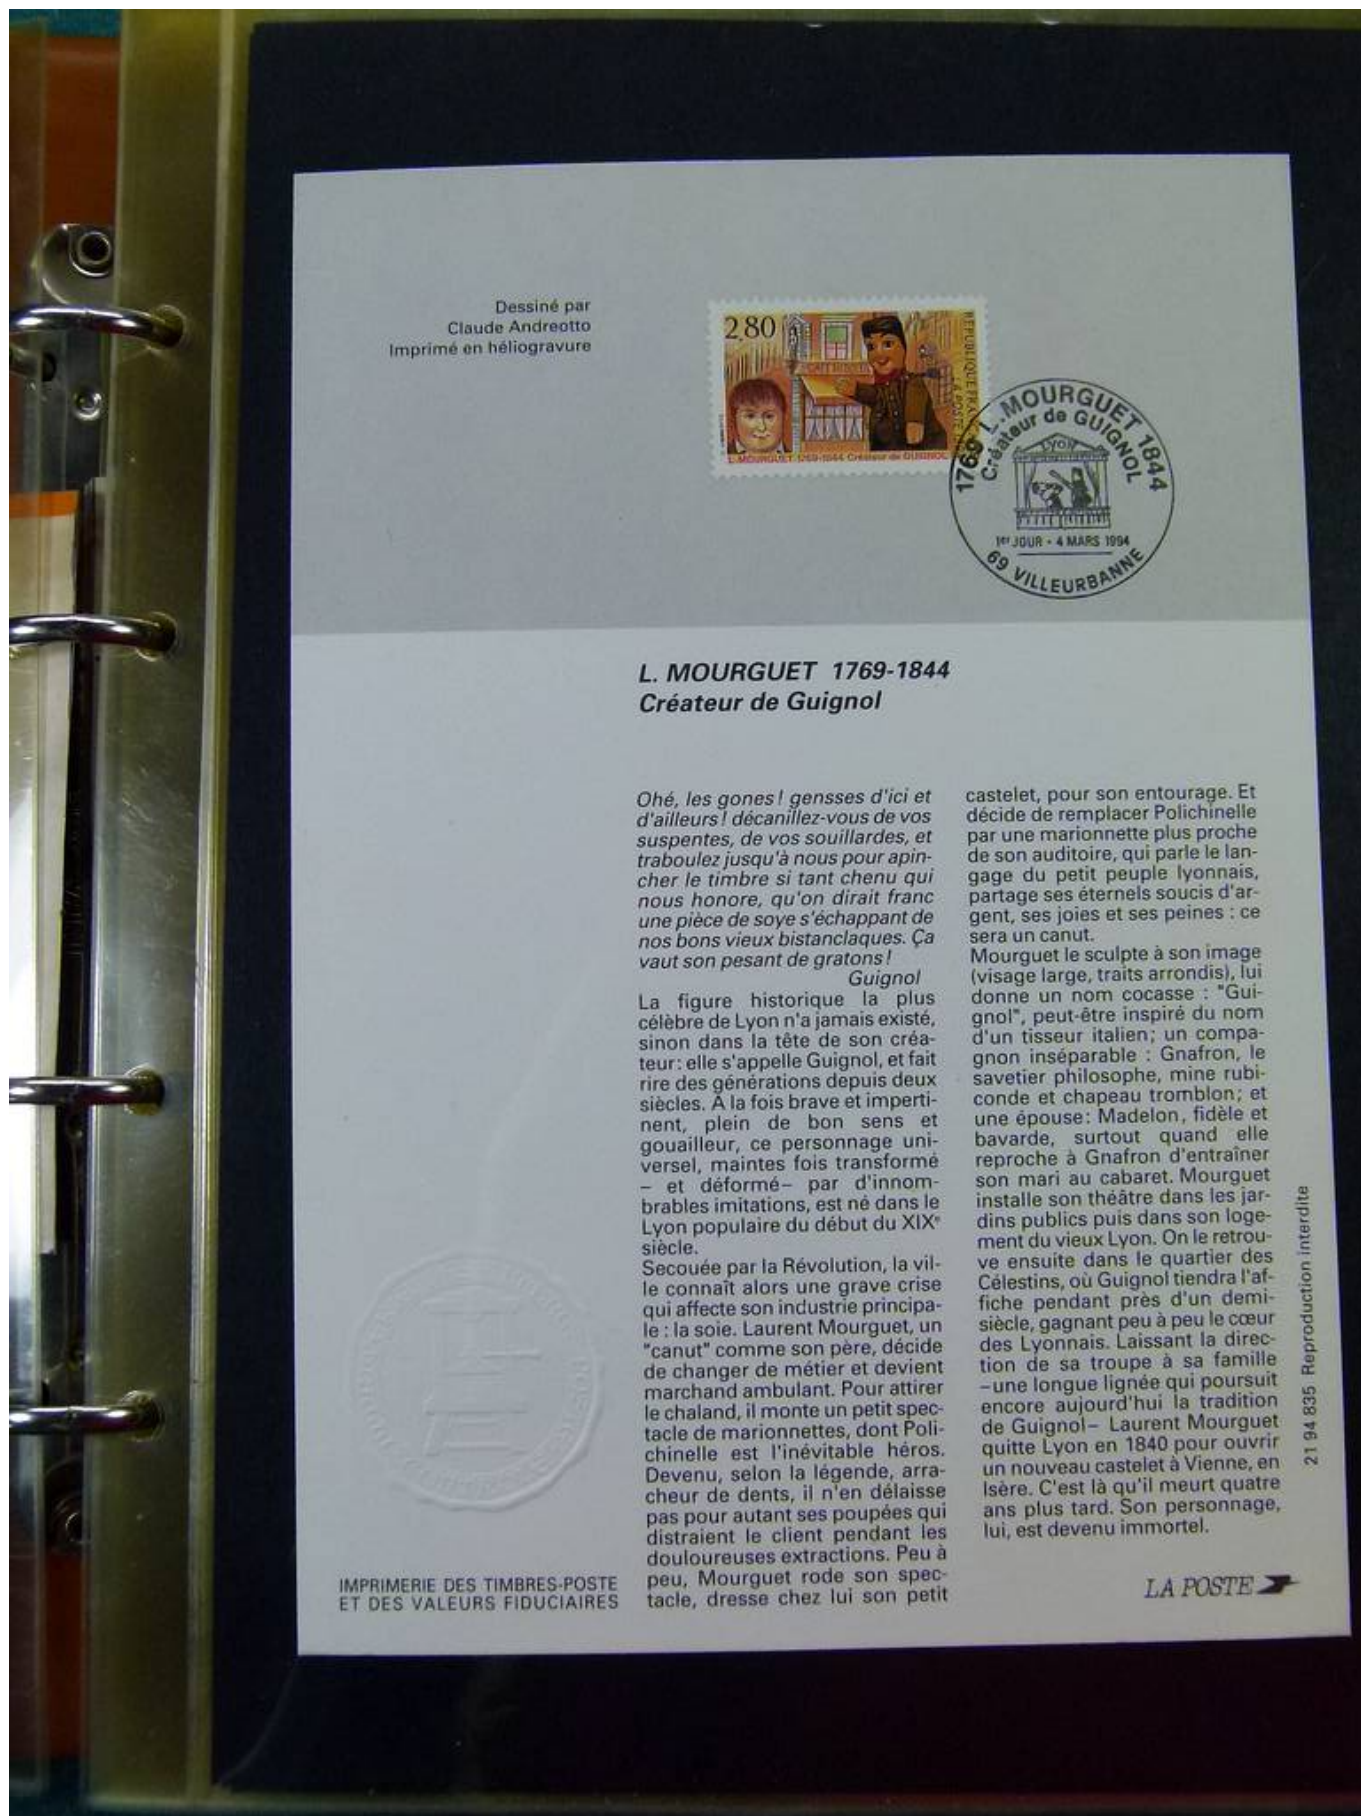 Dessiné par
Claude Andreotto
Imprimé en héliogravure
2,80
REPUBLIQUE
LA POSTE
L. MOURGUET 1769-1844 Créateur de GUIGNOL
1769 L. MOURGUET 1844
Créateur de GUIGNOL
Lyon
1er JOUR - 4 MARS 1994
69 VILLEURBANNE
L. MOURGUET 1769-1844
Créateur de Guignol
Ohé, les gones! gensses d'ici et
d'ailleurs! décanillez-vous de vos
suspentes, de vos souillardes, et
traboulez jusqu'à nous pour apin-
cher le timbre si tant chenu qui
nous honore, qu'on dirait franc
une pièce de soye s'échappant de
nos bons vieux bistanclaques. Ça
vaut son pesant de gratons!
Guignol
La figure historique la plus
célèbre de Lyon n'a jamais existé,
sinon dans la tête de son créa-
teur: elle s'appelle Guignol, et fait
rire des générations depuis deux
siècles. A la fois brave et imperti-
nent, plein de bon sens et
gouailleur, ce personnage uni-
versel, maintes fois transformé
– et déformé– par d'innom-
brables imitations, est né dans le
Lyon populaire du début du XIXe
siècle.
Secouée par la Révolution, la vil-
le connaît alors une grave crise
qui affecte son industrie principa-
le : la soie. Laurent Mourguet, un
"canut" comme son père, décide
de changer de métier et devient
marchand ambulant. Pour attirer
le chaland, il monte un petit spec-
tacle de marionnettes, dont Poli-
chinelle est l'inévitable héros.
Devenu, selon la légende, arra-
cheur de dents, il n'en délaisse
pas pour autant ses poupées qui
distraient le client pendant les
douloureuses extractions. Peu à
peu, Mourguet rode son spec-
tacle, dresse chez lui son petit
castelet, pour son entourage. Et
décide de remplacer Polichinelle
par une marionnette plus proche
de son auditoire, qui parle le lan-
gage du petit peuple lyonnais,
partage ses éternels soucis d'ar-
gent, ses joies et ses peines : ce
sera un canut.
Mourguet le sculpte à son image
(visage large, traits arrondis), lui
donne un nom cocasse : "Gui-
gnol", peut-être inspiré du nom
d'un tisseur italien; un compa-
gnon inséparable : Gnafron, le
savetier philosophe, mine rubi-
conde et chapeau tromblon; et
une épouse: Madelon, fidèle et
bavarde, surtout quand elle
reproche à Gnafron d'entraîner
son mari au cabaret. Mourguet
installe son théâtre dans les jar-
dins publics puis dans son loge-
ment du vieux Lyon. On le retrou-
ve ensuite dans le quartier des
Célestins, où Guignol tiendra l'af-
fiche pendant près d'un demi-
siècle, gagnant peu à peu le cœur
des Lyonnais. Laissant la direc-
tion de sa troupe à sa famille
–une longue lignée qui poursuit
encore aujourd'hui la tradition
de Guignol– Laurent Mourguet
quitte Lyon en 1840 pour ouvrir
un nouveau castelet à Vienne, en
Isère. C'est là qu'il meurt quatre
ans plus tard. Son personnage,
lui, est devenu immortel.
21 94 835 Reproduction interdite
IMPRIMERIE DES TIMBRES-POSTE
ET DES VALEURS FIDUCIAIRES
LA POSTE